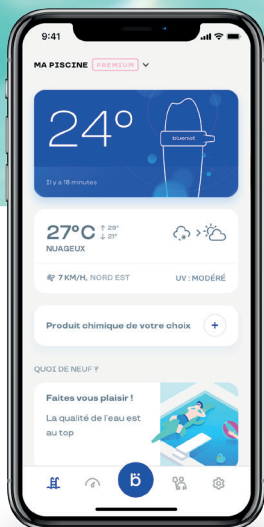 9:41
MA PISCINE PREMIUM
24°
blueriiot
Il y a 18 minutes
27°C ↑ 29°
↓ 21°
NUAGEUX
7 KM/H, NORD EST UV : MODÉRÉ
Produit chimique de votre choix +
QUOI DE NEUF ?
Faites vous plaisir !
La qualité de l'eau est
au top